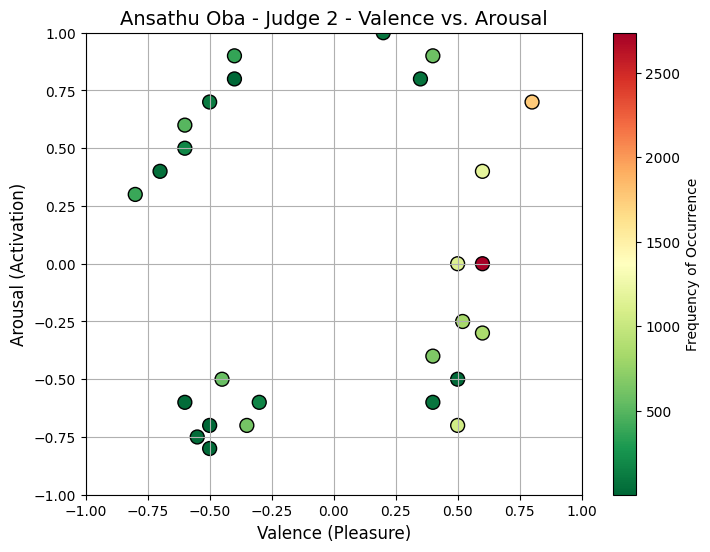 Ansathu Oba - Judge 2 - Valence vs. Arousal
1.00
0.75
0.50
0.25
0.00
−0.25
−0.50
−0.75
−1.00
Arousal (Activation)
−1.00 −0.75 −0.50 −0.25 0.00 0.25 0.50 0.75 1.00
Valence (Pleasure)
2500
2000
1500
1000
500
Frequency of Occurrence